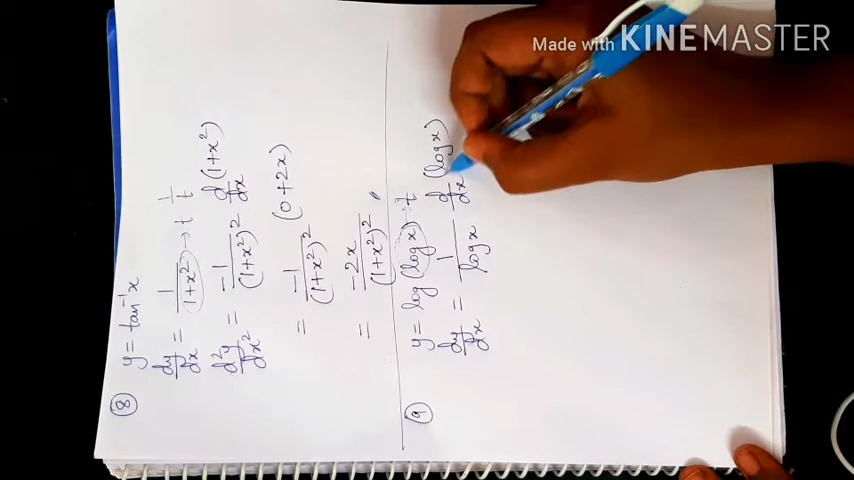 Made with KINEMASTER
⑧ y = tan⁻¹x
dy/dx = 1/(1+x²) → t 1/t
d²y/dx² = -1/(1+x²)² d/dx (1+x²)
= -1/(1+x²)² (0+2x)
= -2x/(1+x²)² //
⑨ y = log (log x) → t
dy/dx = 1/log x d/dx (log x)